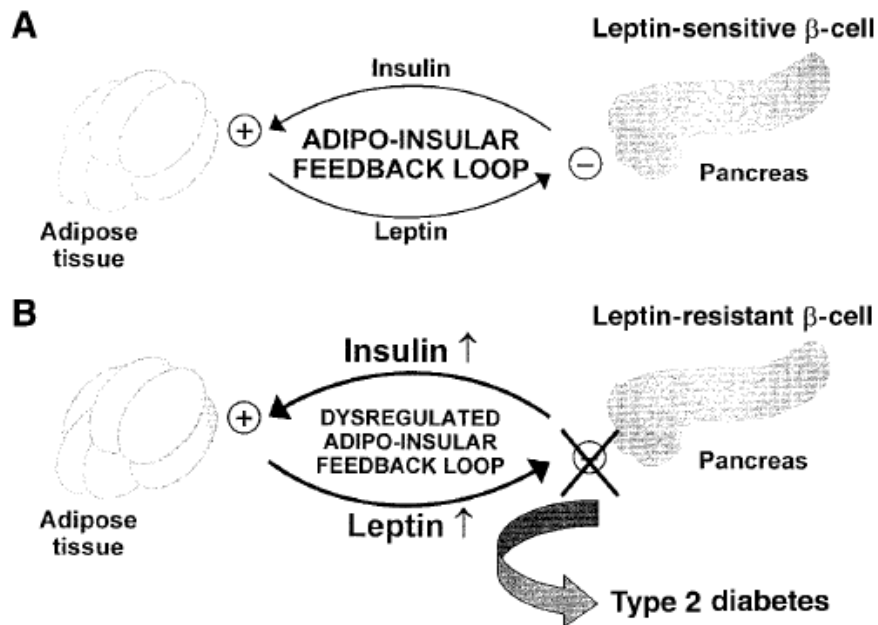 A
Leptin-sensitive β-cell
Insulin
+
ADIPO-INSULAR
FEEDBACK LOOP
−
Pancreas
Leptin
Adipose
tissue
B
Leptin-resistant β-cell
Insulin ↑
+
DYSREGULATED
ADIPO-INSULAR
FEEDBACK LOOP
Pancreas
Leptin ↑
Adipose
tissue
Type 2 diabetes